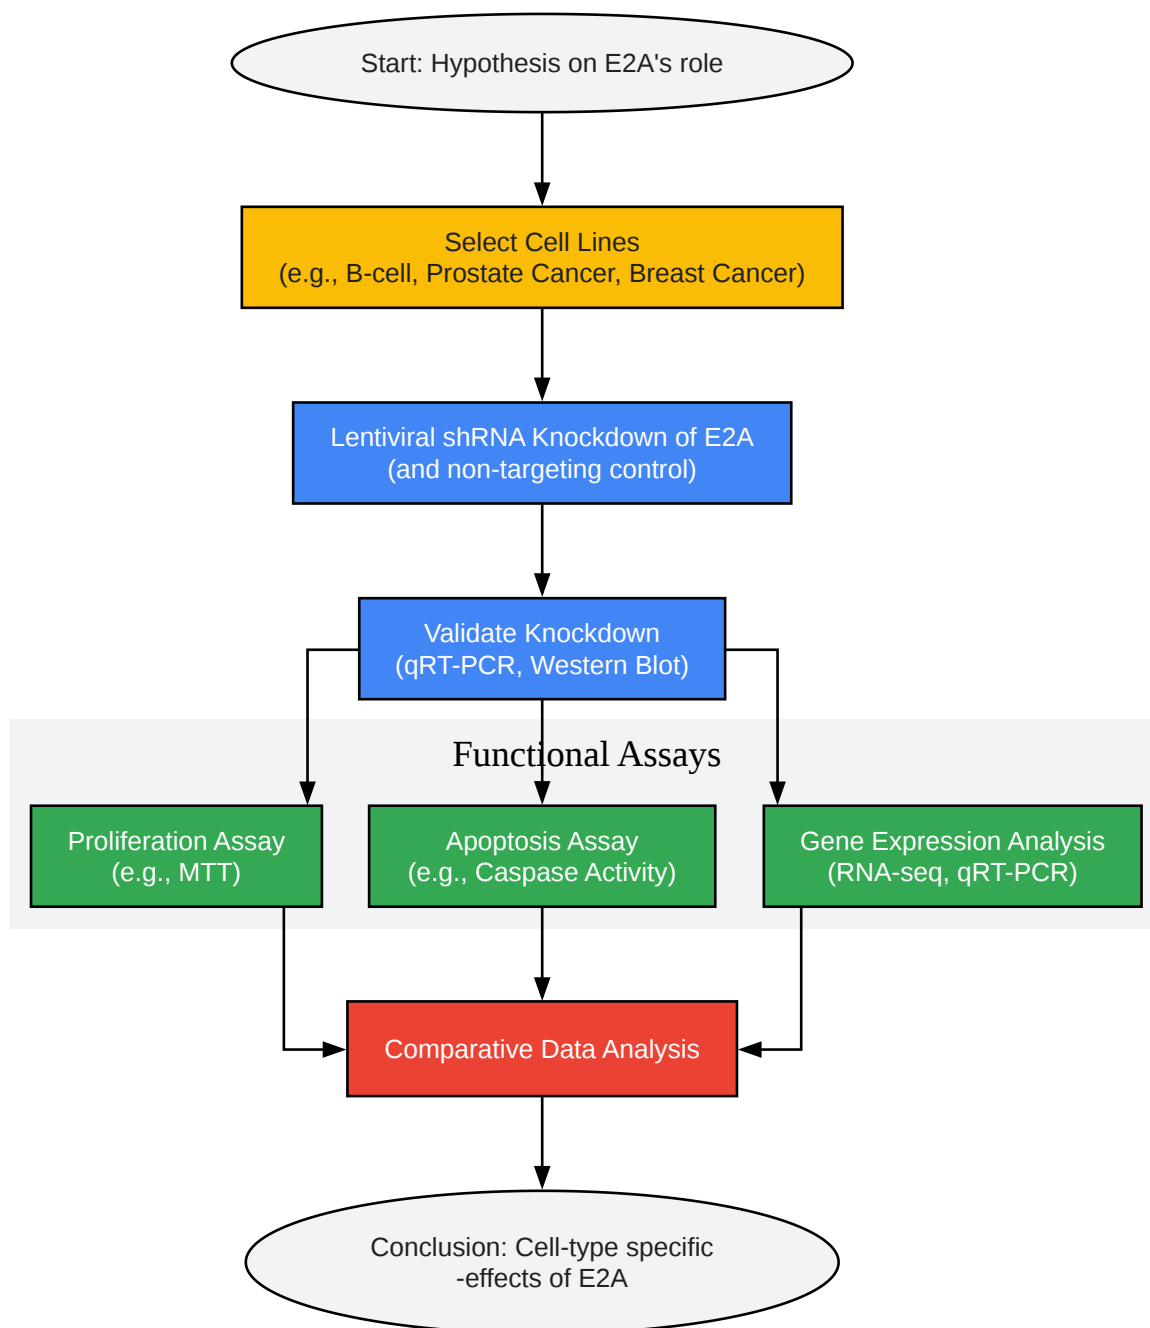 Start: Hypothesis on E2A's role
Select Cell Lines
(e.g., B-cell, Prostate Cancer, Breast Cancer)
Lentiviral shRNA Knockdown of E2A
(and non-targeting control)
Validate Knockdown
(qRT-PCR, Western Blot)
Functional Assays
Proliferation Assay
(e.g., MTT)
Apoptosis Assay
(e.g., Caspase Activity)
Gene Expression Analysis
(RNA-seq, qRT-PCR)
Comparative Data Analysis
Conclusion: Cell-type specific
-effects of E2A